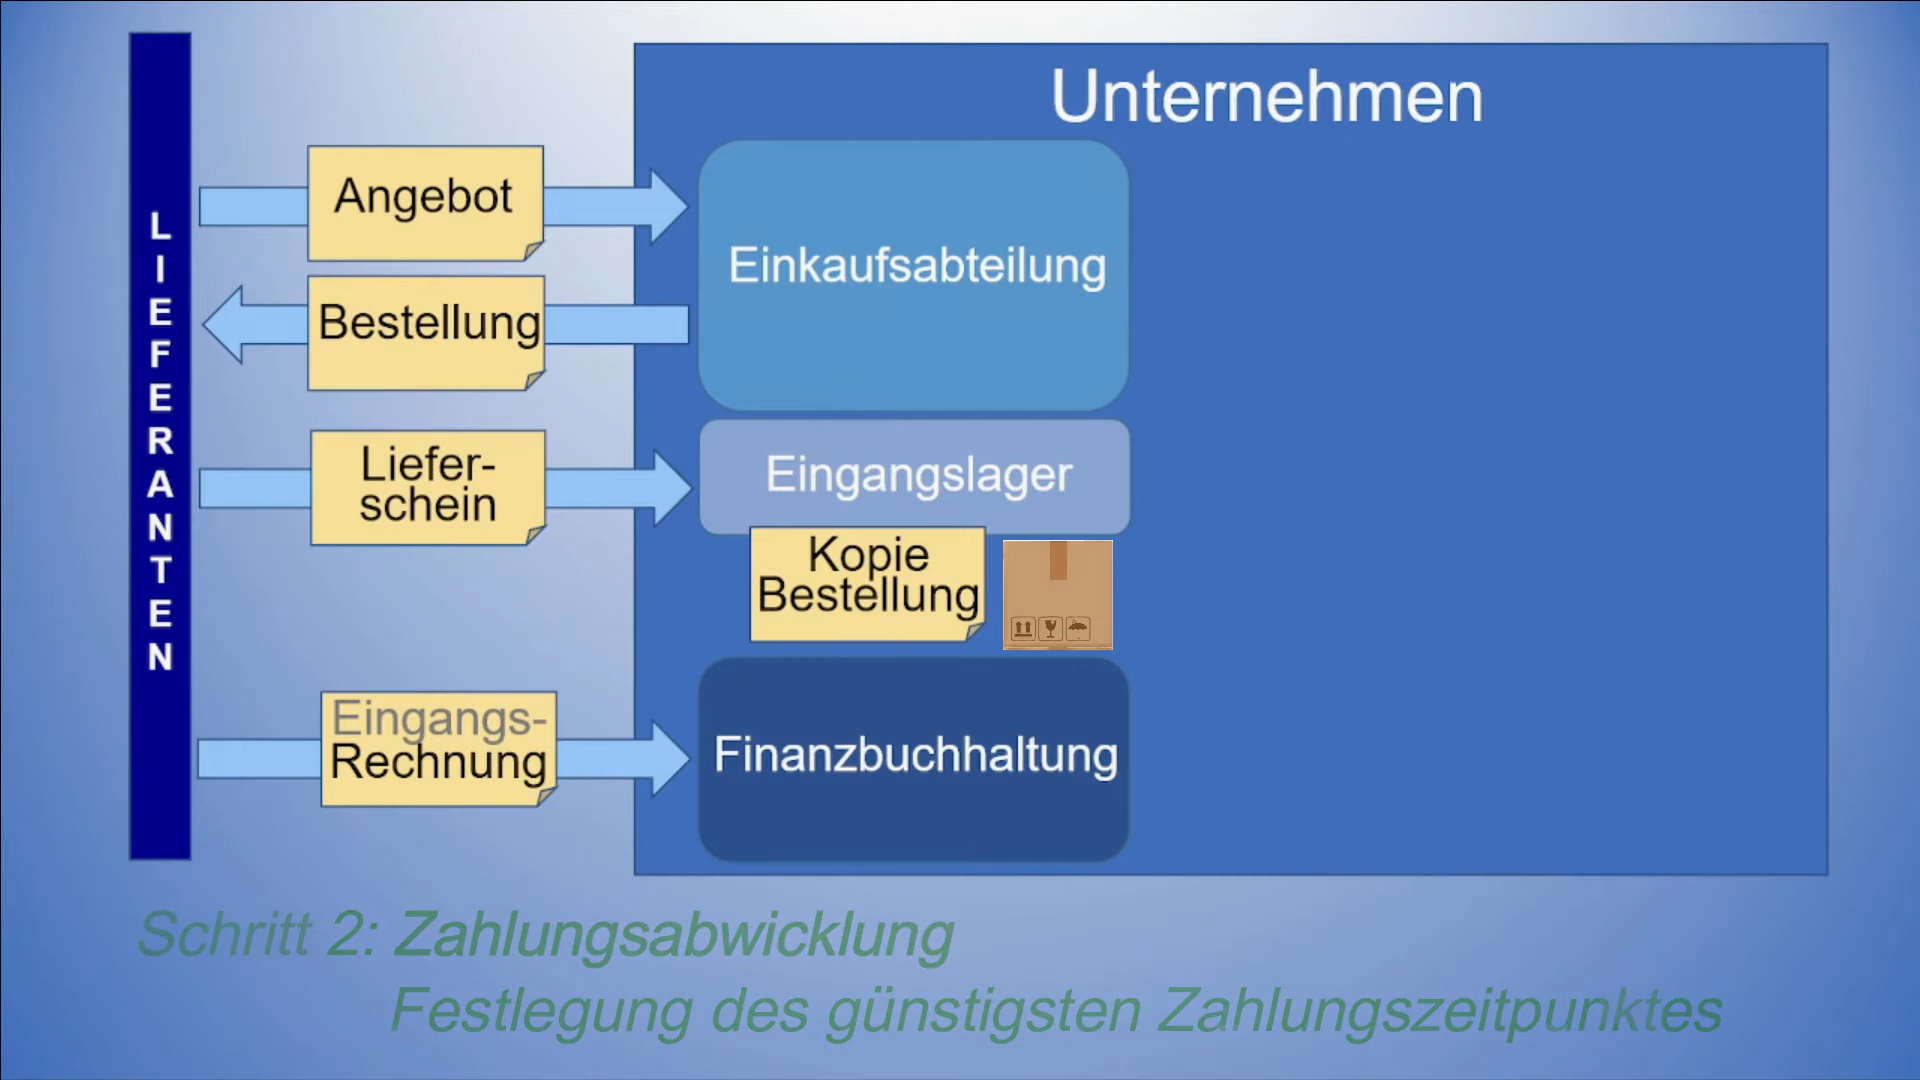 Unternehmen
LIEFERANTEN
Angebot
Einkaufsabteilung
Bestellung
Liefer-
schein
Eingangslager
Kopie
Bestellung
Eingangs-
Rechnung
Finanzbuchhaltung
Schritt 2: Zahlungsabwicklung
Festlegung des günstigsten Zahlungszeitpunktes